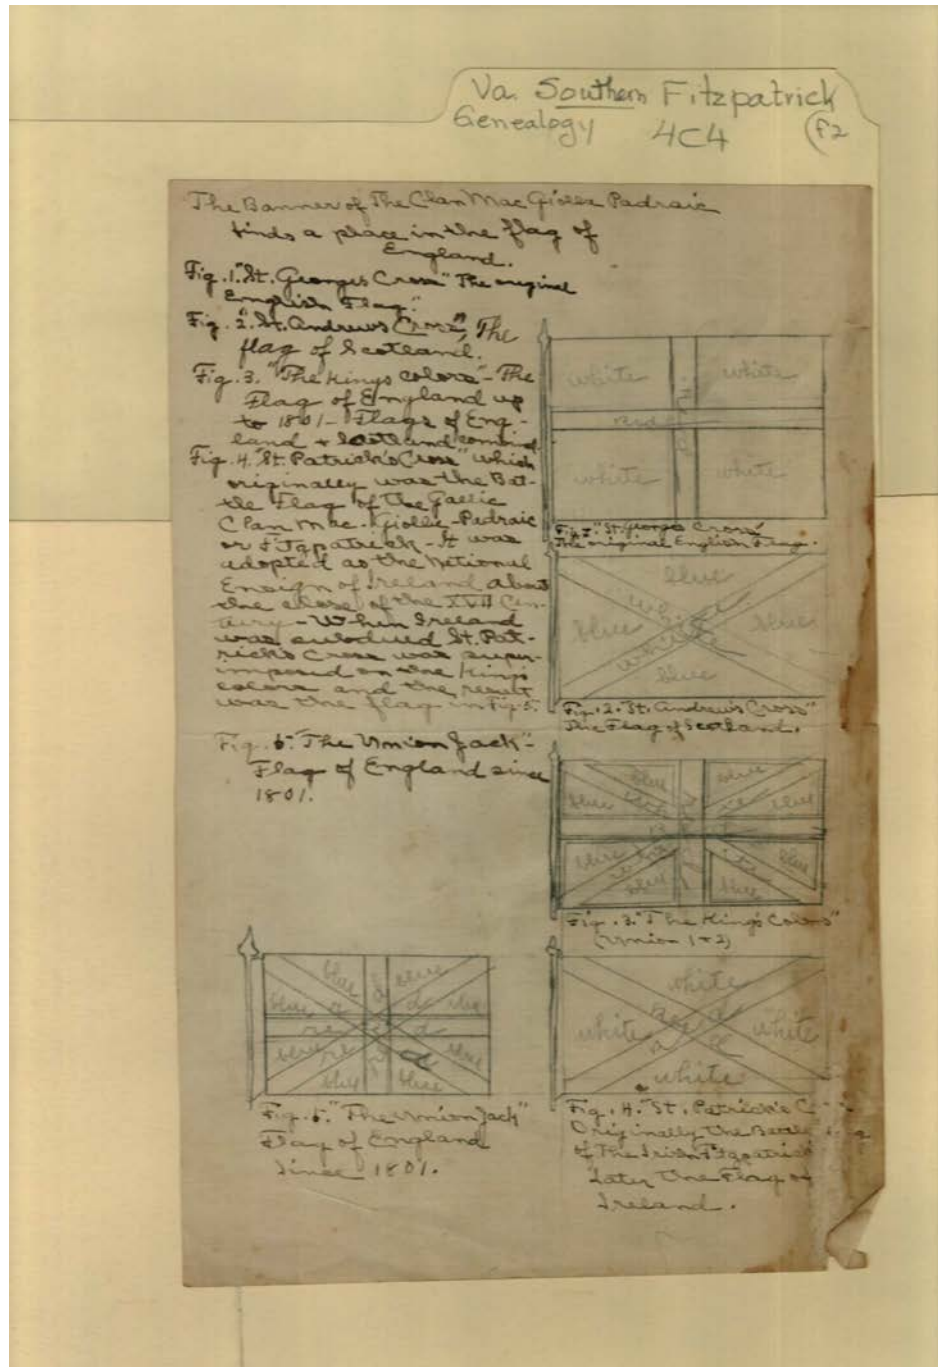 Va. Southern Fitzpatrick
Genealogy 4C4 (F2
The Banner of The Clan Mac Giolla Padraic
finds a place in the flag of
England.
Fig. 1. "St. Georges Cross" The original
English Flag."
Fig. 2. "St. Andrews Cross", The
flag of Scotland.
Fig. 3. "The Kings colors" - The
Flag of England up
to 1801 - Flags of Eng-
land + Scotland combined
Fig. 4. "St. Patrick's Cross" which
originally was the Bat-
tle Flag of the Gaelic
Clan Mac. Giolle-Padraic
or Fitzpatrick - It was
adopted as the National
Ensign of Ireland about
the close of the XVII Cen-
tury - When Ireland
was subdued St. Pat-
rick's Cross was super-
imposed on the King's
colors and the result
was the flag in Fig 5.
Fig. 5. "The Union Jack" -
Flag of England since
1801.
white white
red
white white
Fig. 1 "St. Georges Cross"
The original English Flag.
blue
white
blue blue
white
blue
Fig. 2. "St. Andrew's Cross"
The Flag of Scotland.
blue blue
blue blue
blue blue
blue blue
Fig. 3. "The King's Colors"
(Union 1 + 2)
blue blue
blue blue
red
blue blue
blue blue
Fig. 5. "The Union Jack"
Flag of England
since 1801.
white
white red white
white
Fig. 4. "St. Patrick's C
Originally the Battle
of The Irish Fitzpatrick
Later the Flag of
Ireland.